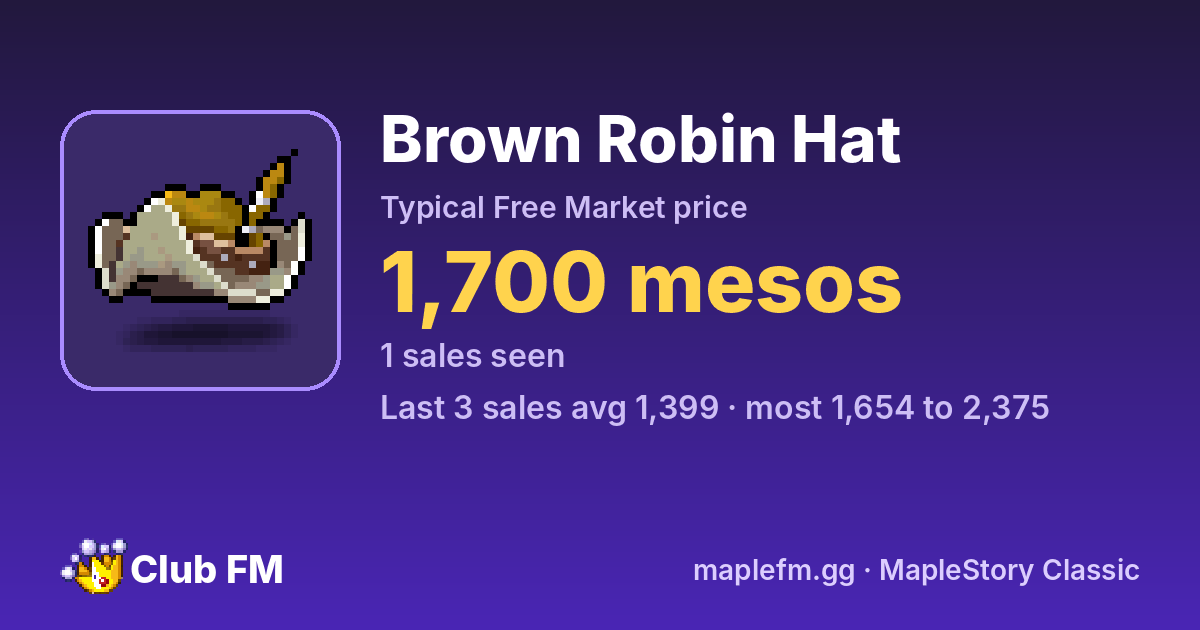 Brown Robin Hat
Typical Free Market price
1,700 mesos
1 sales seen
Last 3 sales avg 1,399 · most 1,654 to 2,375
Club FM
maplefm.gg · MapleStory Classic